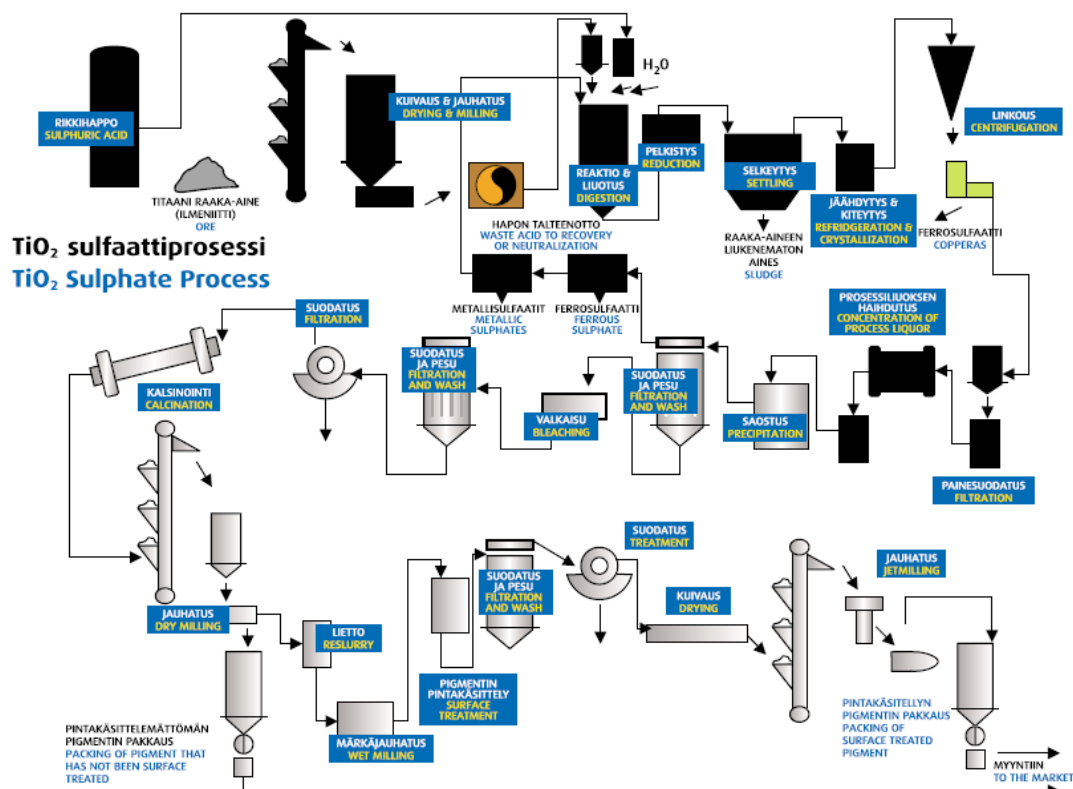 H₂O
RIKKIHAPPO
SULPHURIC ACID
KUIVAUS & JAUHATUS
DRYING & MILLING
LINKOUS
CENTRIFUGATION
PELKISTYS
REDUCTION
REAKTIO &
LIUOTUS
DIGESTION
SELKEYTYS
SETTLING
JÄÄHDYTYS &
KITEYTYS
REFRIDGERATION &
CRYSTALLIZATION
TITAANI RAAKA-AINE
(ILMENIITTI)
ORE
HAPON TALTEENOTTO
WASTE ACID TO RECOVERY
OR NEUTRALIZATION
RAAKA-AINEEN
LIUKENEMATON
AINES
SLUDGE
FERROSULFAATTI
COPPERAS
TiO₂ sulfaattiprosessi
TiO₂ Sulphate Process
METALLISULFAATIT
METALLIC
SULPHATES
FERROSULFAATTI
FERROUS
SULPHATE
PROSESSILIUOKSEN
HAIHDUTUS
CONCENTRATION OF
PROCESS LIQUOR
SUODATUS
FILTRATION
SUODATUS
JA PESU
FILTRATION
AND WASH
SUODATUS
JA PESU
FILTRATION
AND WASH
KALSINOINTI
CALCINATION
VALKAISU
BLEACHING
SAOSTUS
PRECIPITATION
PAINESUODATUS
FILTRATION
SUODATUS
TREATMENT
SUODATUS
JA PESU
FILTRATION
AND WASH
JAUHATUS
JETMILLING
KUIVAUS
DRYING
JAUHATUS
DRY MILLING
LIETTO
RESLURRY
PIGMENTIN
PINTAKÄSITTELY
SURFACE
TREATMENT
MÄRKÄJAUHATUS
WET MILLING
PINTAKÄSITTELEMÄTTÖMÄN
PIGMENTIN PAKKAUS
PACKING OF PIGMENT THAT
HAS NOT BEEN SURFACE
TREATED
PINTAKÄSITELLYN
PIGMENTIN PAKKAUS
PACKING OF
SURFACE TREATED
PIGMENT
MYYNTIIN
TO THE MARKET